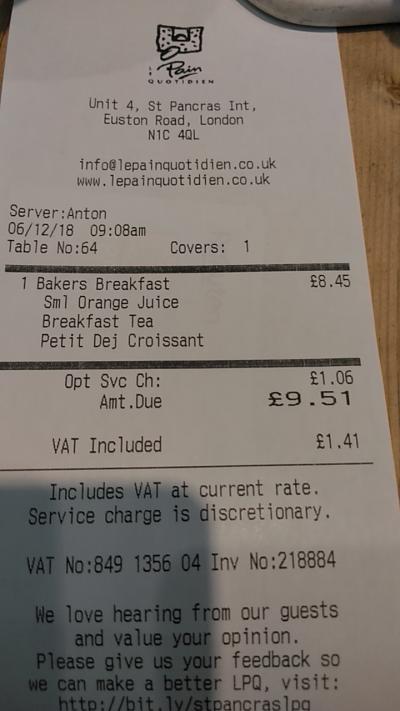 LE
Pain
QUOTIDIEN
Unit 4, St Pancras Int,
Euston Road, London
N1C 4QL
info@lepainquotidien.co.uk
www.lepainquotidien.co.uk
Server:Anton
06/12/18 09:08am
Table No:64 Covers: 1
1 Bakers Breakfast £8.45
Sml Orange Juice
Breakfast Tea
Petit Dej Croissant
Opt Svc Ch: £1.06
Amt.Due £9.51
VAT Included £1.41
Includes VAT at current rate.
Service charge is discretionary.
VAT No:849 1356 04 Inv No:218884
We love hearing from our guests
and value your opinion.
Please give us your feedback so
we can make a better LPQ, visit:
http://bit.ly/stpancraslpq